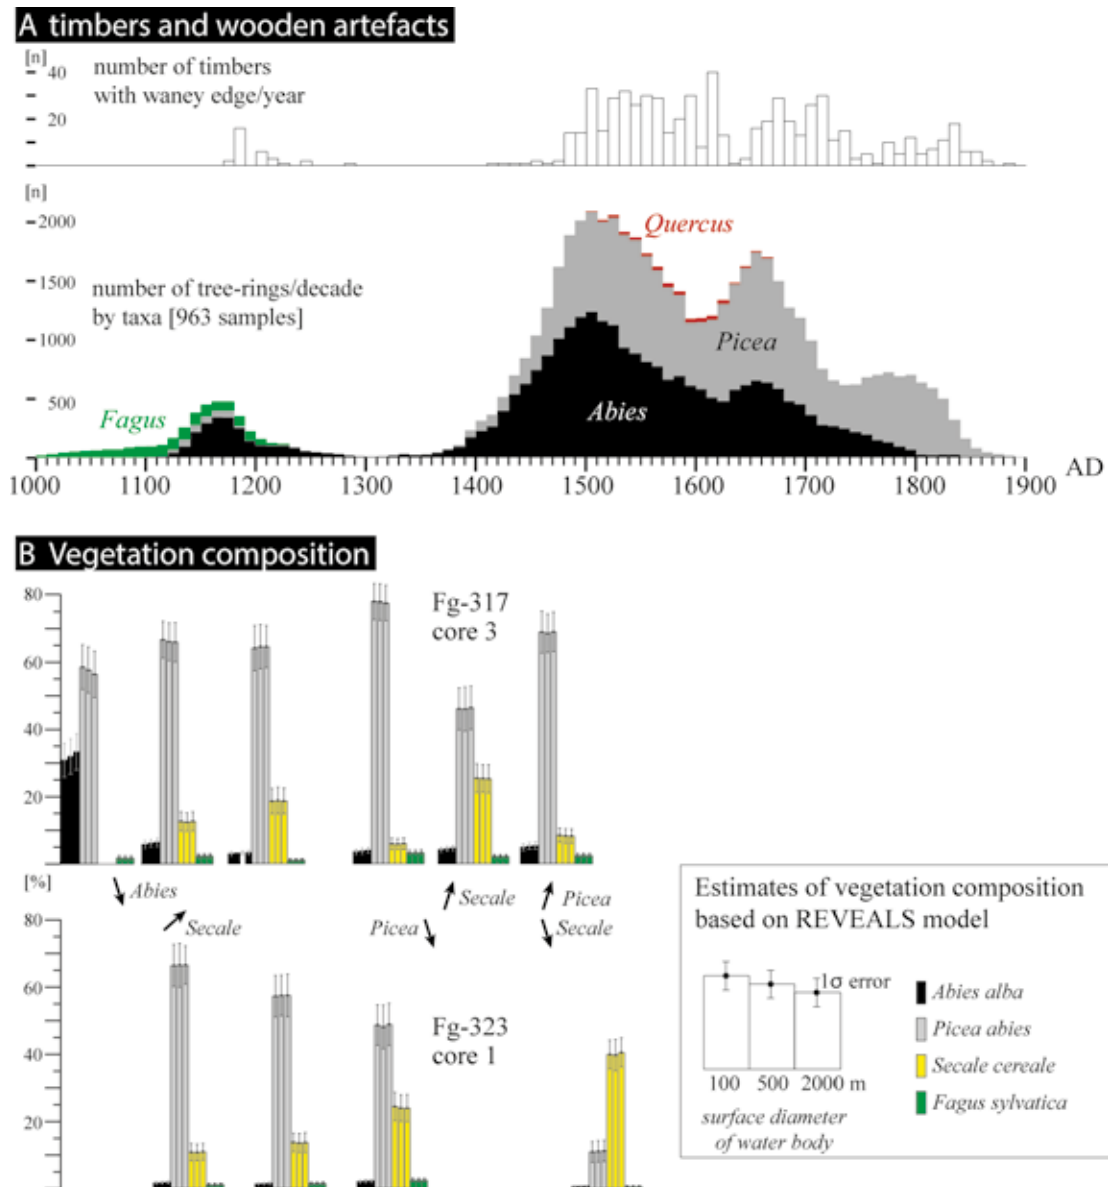 A timbers and wooden artefacts
[n]
40
number of timbers
with waney edge/year
20
[n]
2000
Quercus
1500
number of tree-rings/decade
by taxa [963 samples]
1000
Picea
500
Fagus
Abies
AD
1000 1100 1200 1300 1400 1500 1600 1700 1800 1900
B Vegetation composition
80
Fg-317
core 3
60
40
20
[%]
Abies
Secale
Picea
Secale
Picea
Secale
80
60
Fg-323
core 1
40
20
Estimates of vegetation composition
based on REVEALS model
1σ error
100 500 2000 m
surface diameter
of water body
Abies alba
Picea abies
Secale cereale
Fagus sylvatica